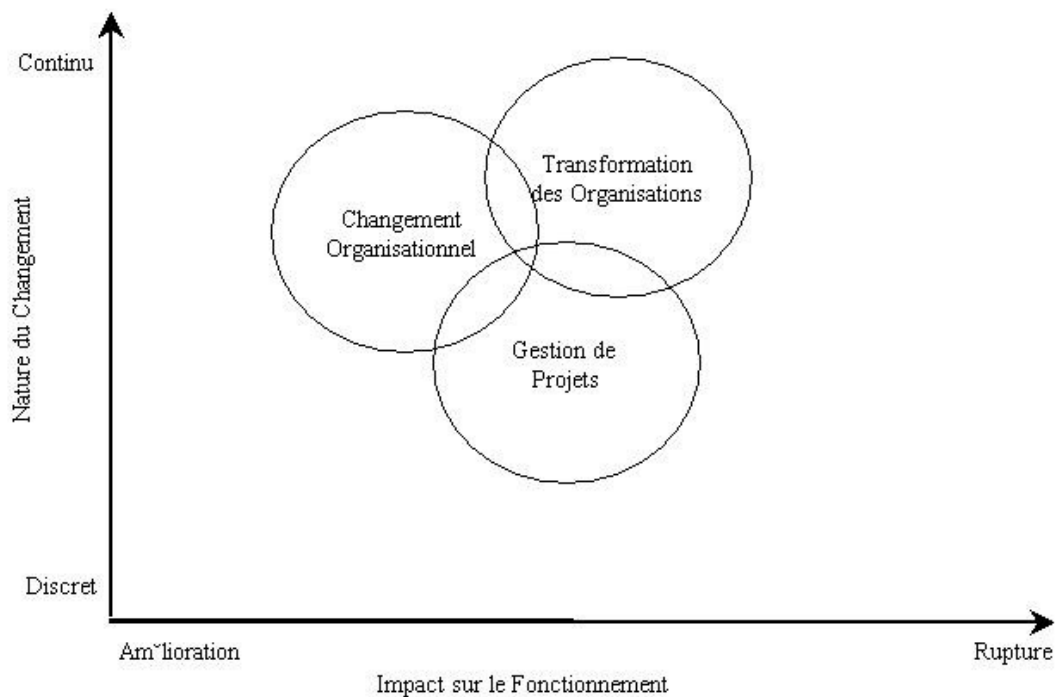 Continu
Transformation
des Organisations
Changement
Organisationnel
Nature du Changement
Gestion de
Projets
Discret
Am˘lioration
Rupture
Impact sur le Fonctionnement